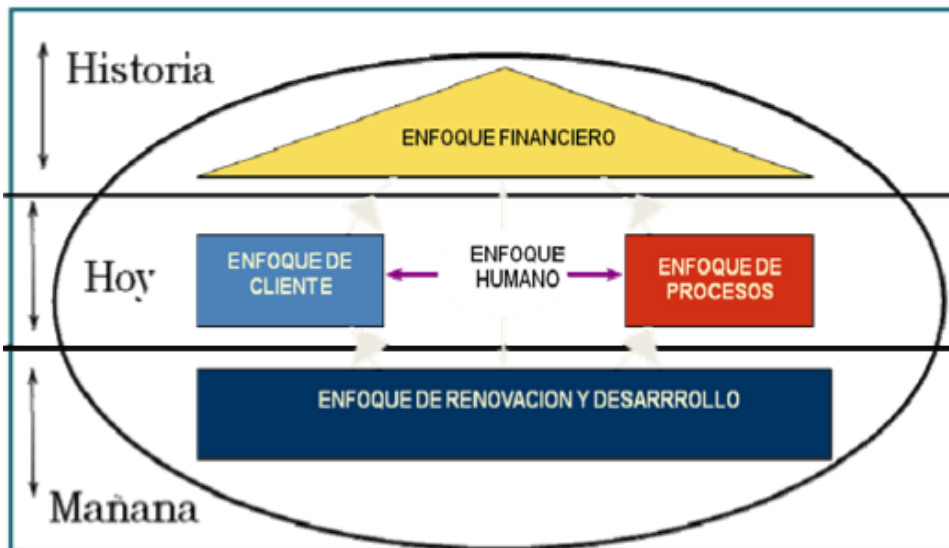 Historia
ENFOQUE FINANCIERO
Hoy
ENFOQUE DE
CLIENTE
ENFOQUE
HUMANO
ENFOQUE DE
PROCESOS
ENFOQUE DE RENOVACION Y DESARRROLLO
Mañana